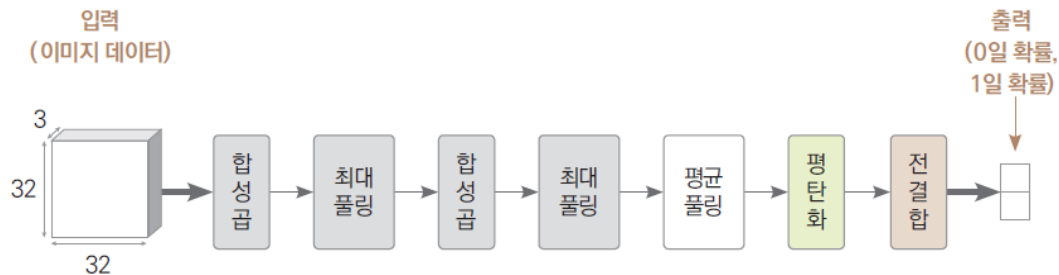 입력
(이미지 데이터)
출력
(0일 확률,
1일 확률)
3
32
32
합성곱
최대
풀링
합성곱
최대
풀링
평균
풀링
평탄화
전결합